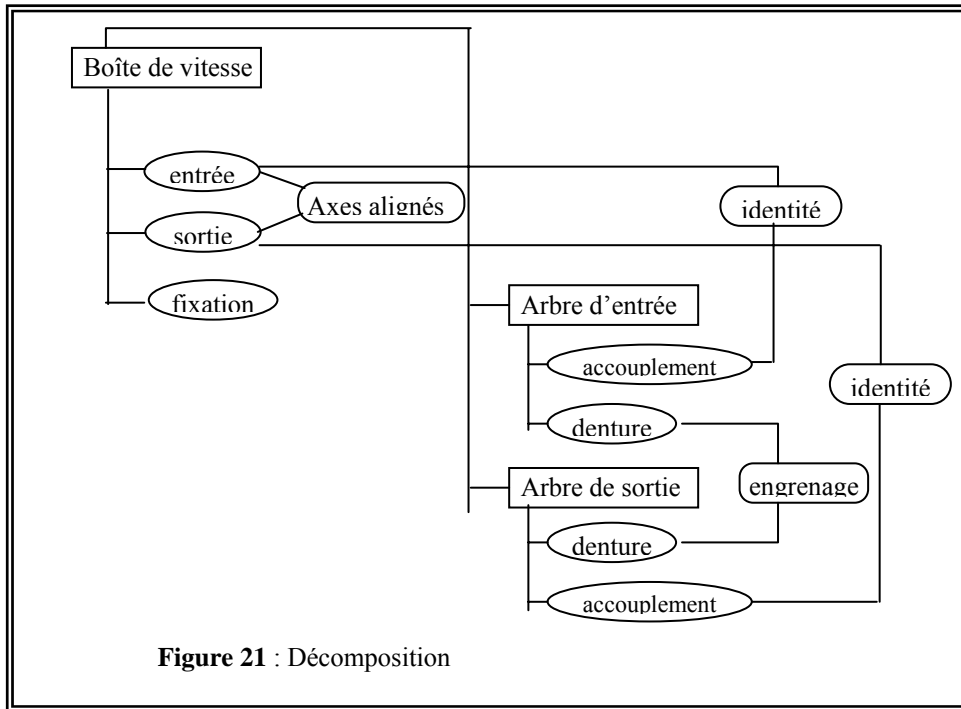 Boîte de vitesse
entrée
Axes alignés
identité
sortie
fixation
Arbre d'entrée
accouplement
identité
denture
Arbre de sortie
engrenage
denture
accouplement
Figure 21 : Décomposition